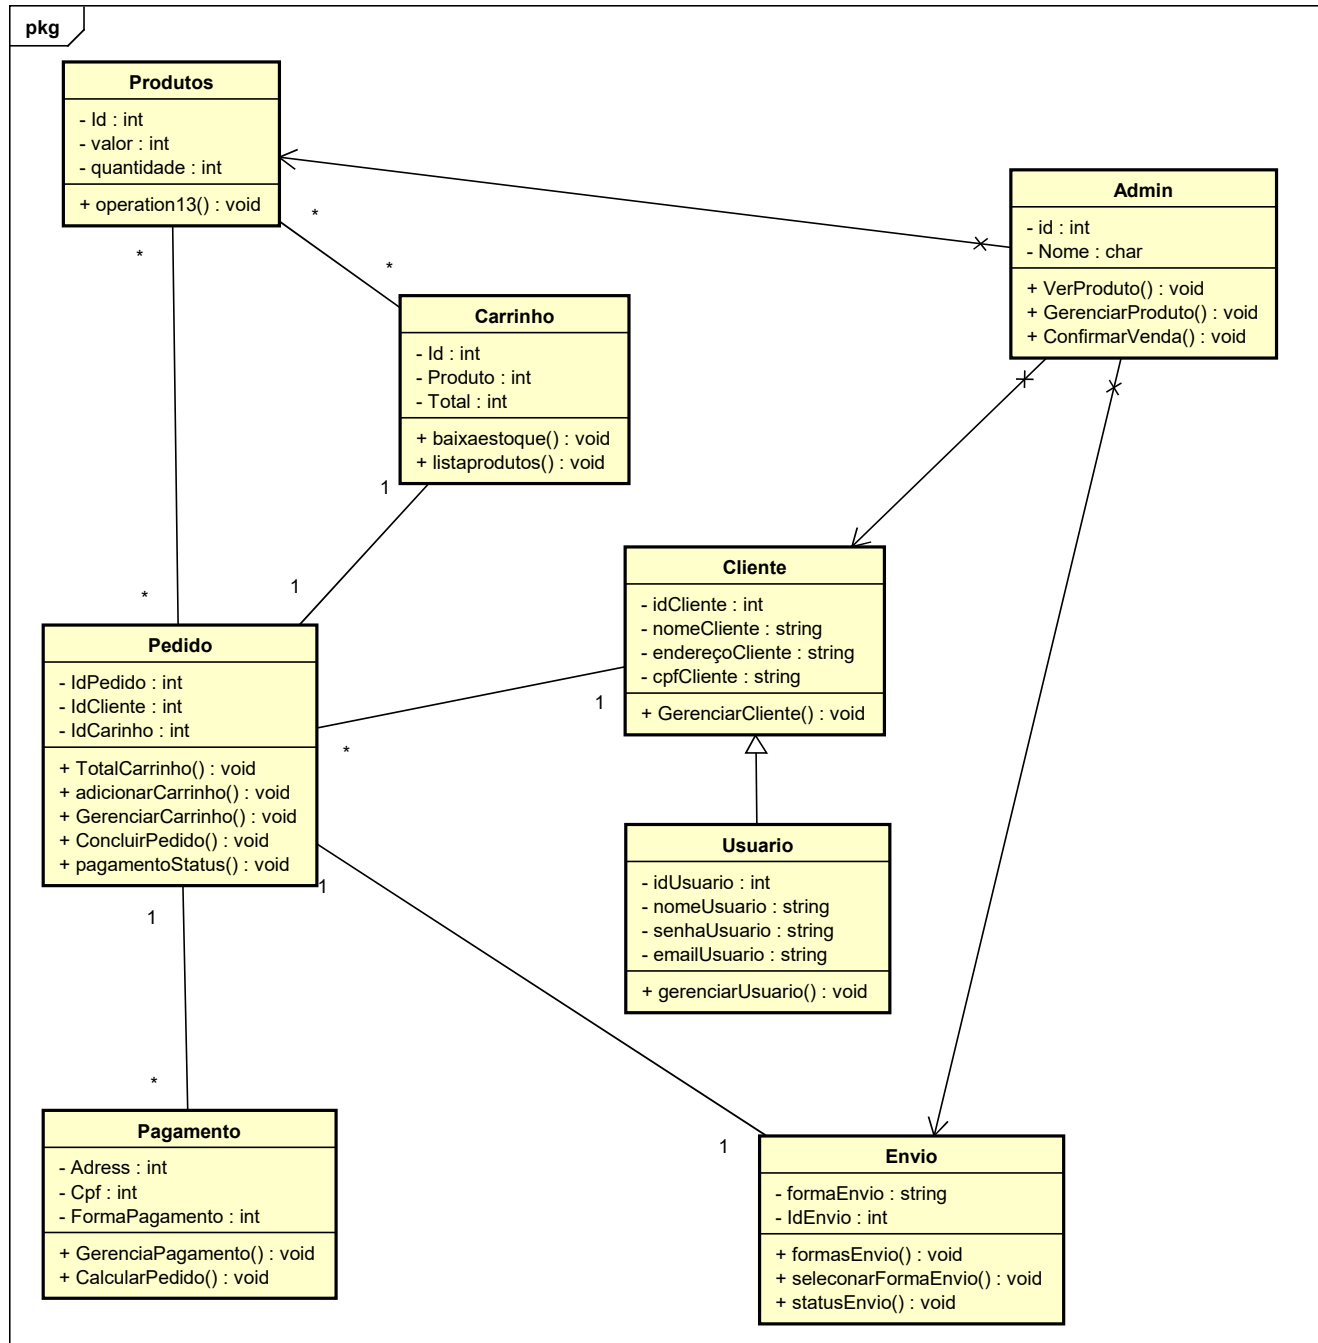 pkg
Produtos
- Id : int
- valor : int
- quantidade : int
+ operation13() : void
*
*
*
*
Admin
- id : int
- Nome : char
+ VerProduto() : void
+ GerenciarProduto() : void
+ ConfirmarVenda() : void
Carrinho
- Id : int
- Produto : int
- Total : int
+ baixaestoque() : void
+ listaprodutos() : void
1
1
Cliente
- idCliente : int
- nomeCliente : string
- endereçoCliente : string
- cpfCliente : string
+ GerenciarCliente() : void
Pedido
- IdPedido : int
- IdCliente : int
- IdCarinho : int
+ TotalCarrinho() : void
+ adicionarCarrinho() : void
+ GerenciarCarrinho() : void
+ ConcluirPedido() : void
+ pagamentoStatus() : void
1
*
Usuario
- idUsuario : int
- nomeUsuario : string
- senhaUsuario : string
- emailUsuario : string
+ gerenciarUsuario() : void
1
1
*
1
Pagamento
- Adress : int
- Cpf : int
- FormaPagamento : int
+ GerenciaPagamento() : void
+ CalcularPedido() : void
Envio
- formaEnvio : string
- IdEnvio : int
+ formasEnvio() : void
+ seleconarFormaEnvio() : void
+ statusEnvio() : void